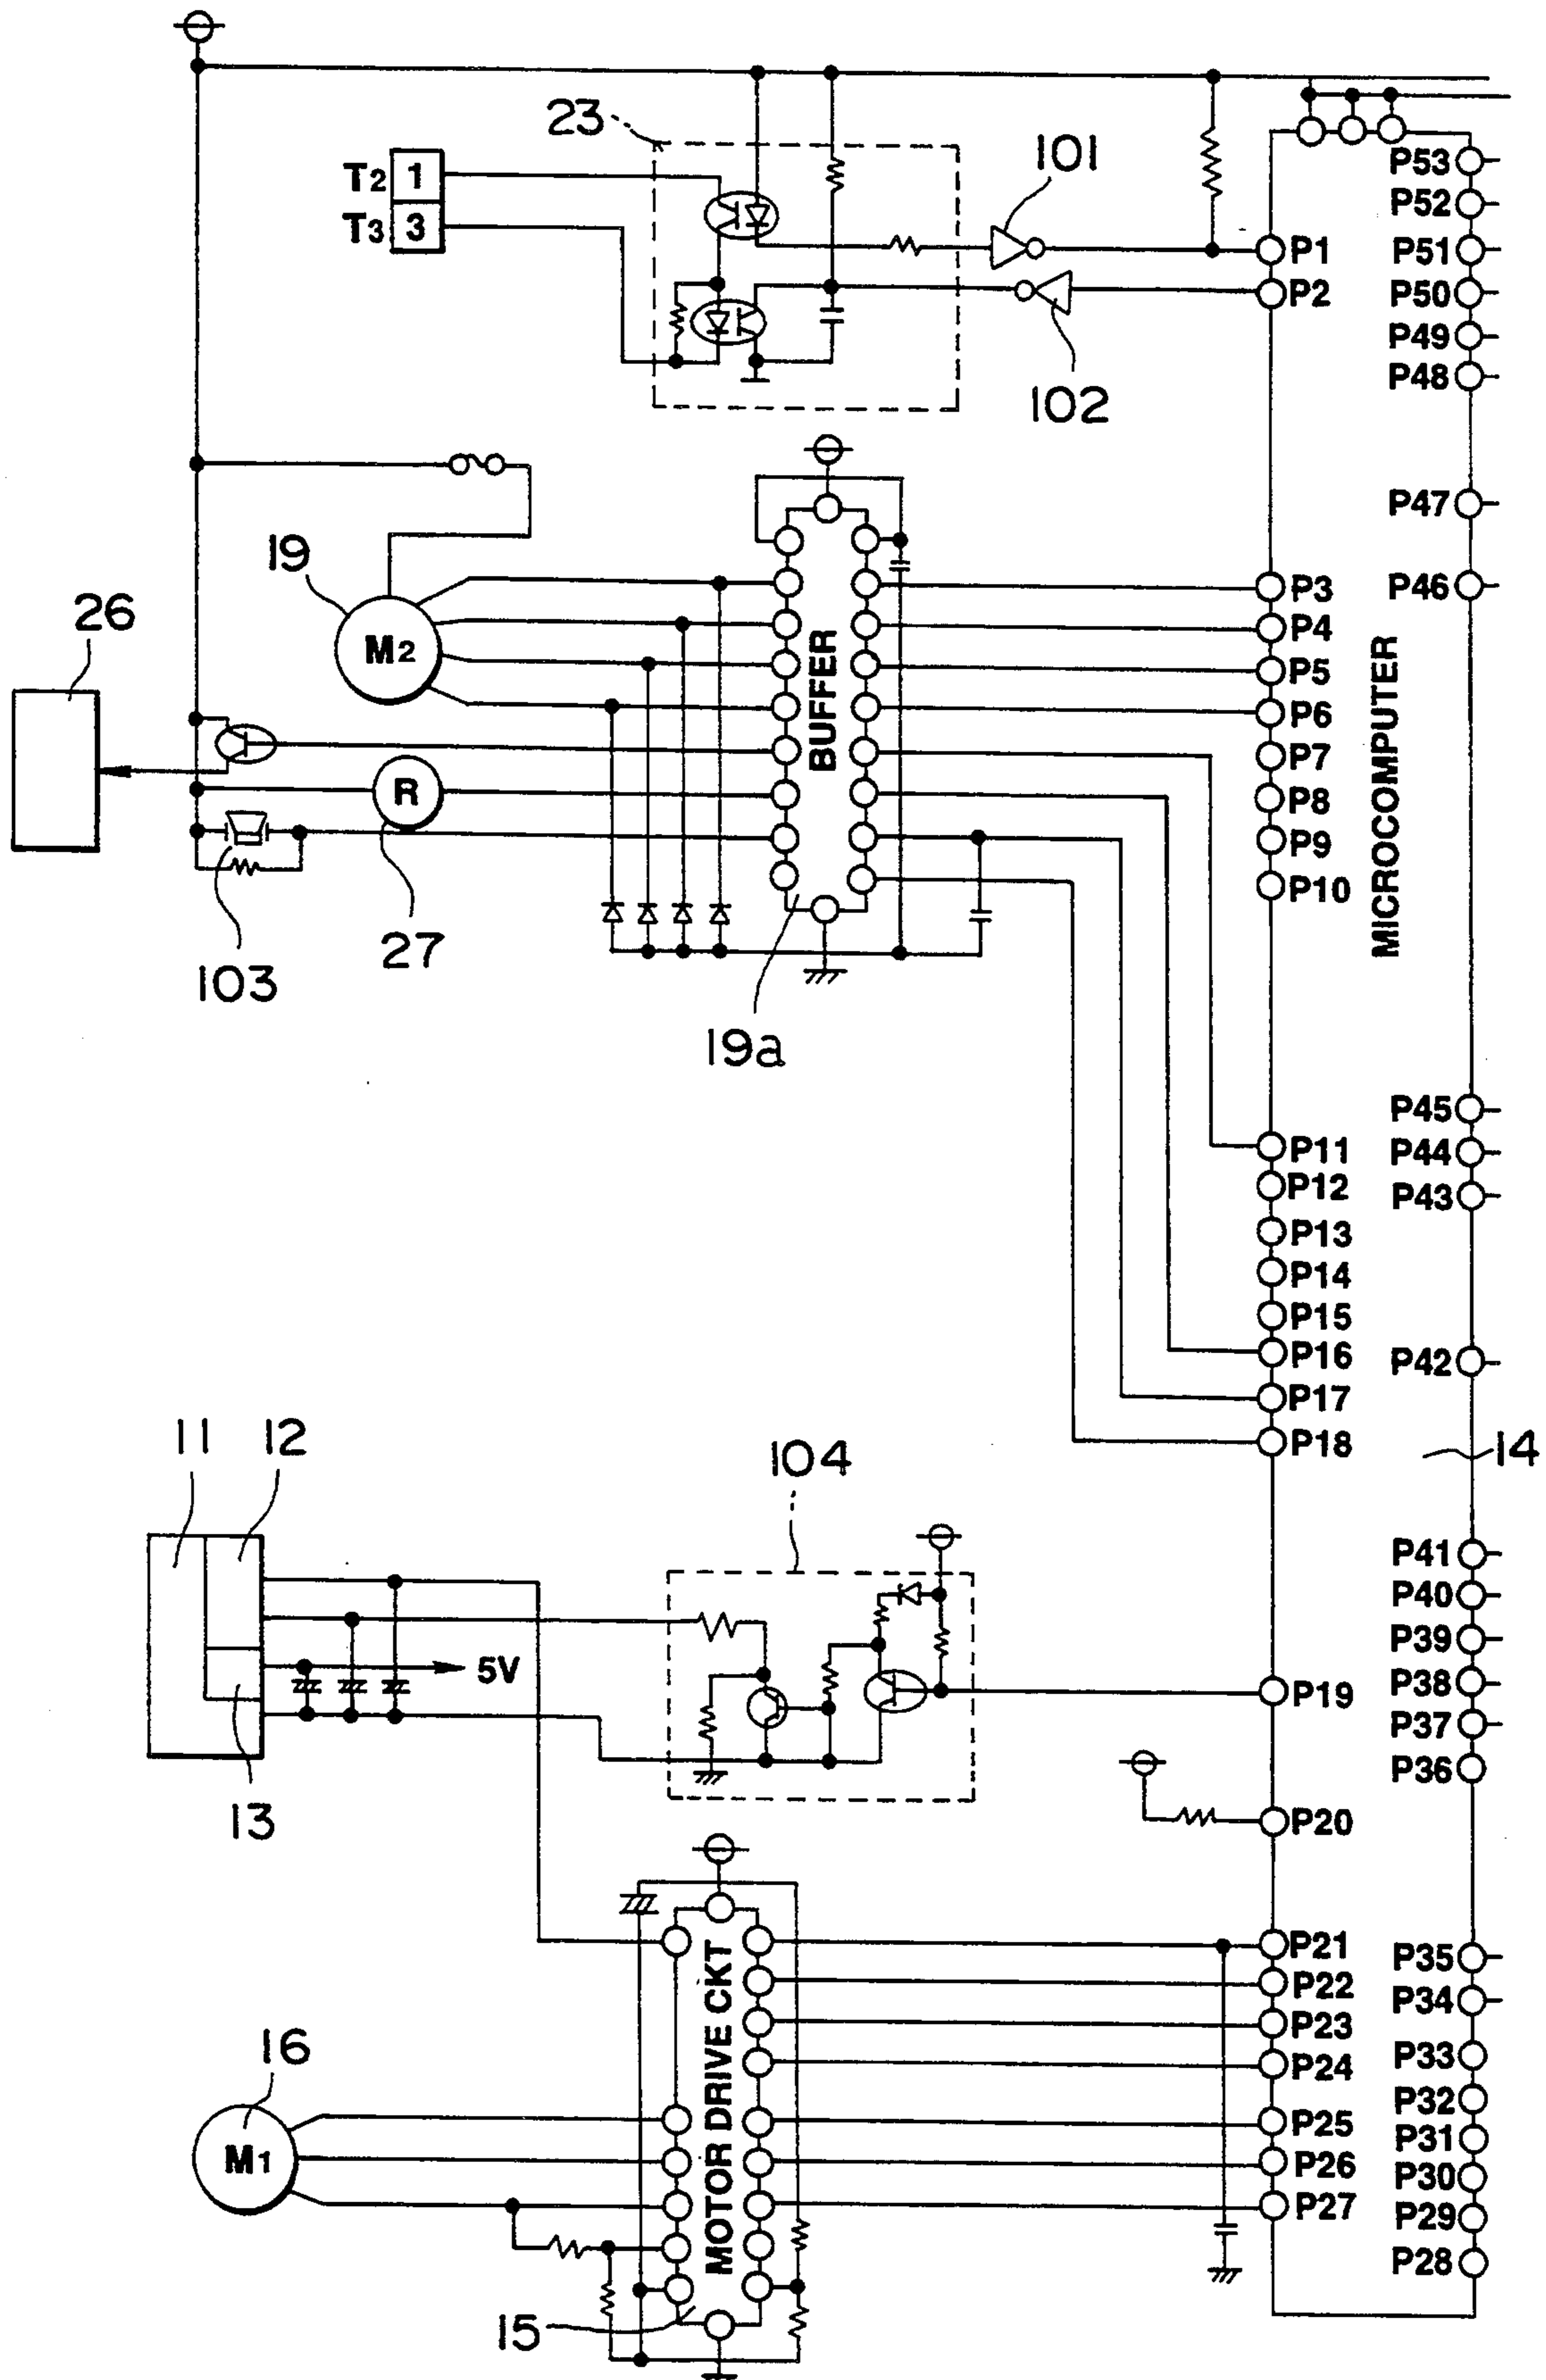 23
101
T2 1
T3 3
P53
P52
P1
P51
P2
P50
P49
P48
102
19
26
M2
BUFFER
P47
P3
P46
P4
P5
P6
P7
R
P8
P9
P10
MICROCOMPUTER
103
27
19a
P45
P11
P44
P12
P43
P13
P14
P15
P16
P42
P17
P18
14
11
12
104
P41
P40
P39
5V
P19
P38
P37
P36
13
P20
MOTOR DRIVE CKT
P21
P35
P22
P34
P23
16
P24
P33
P32
M1
P25
P31
P26
P30
P27
P29
P28
15